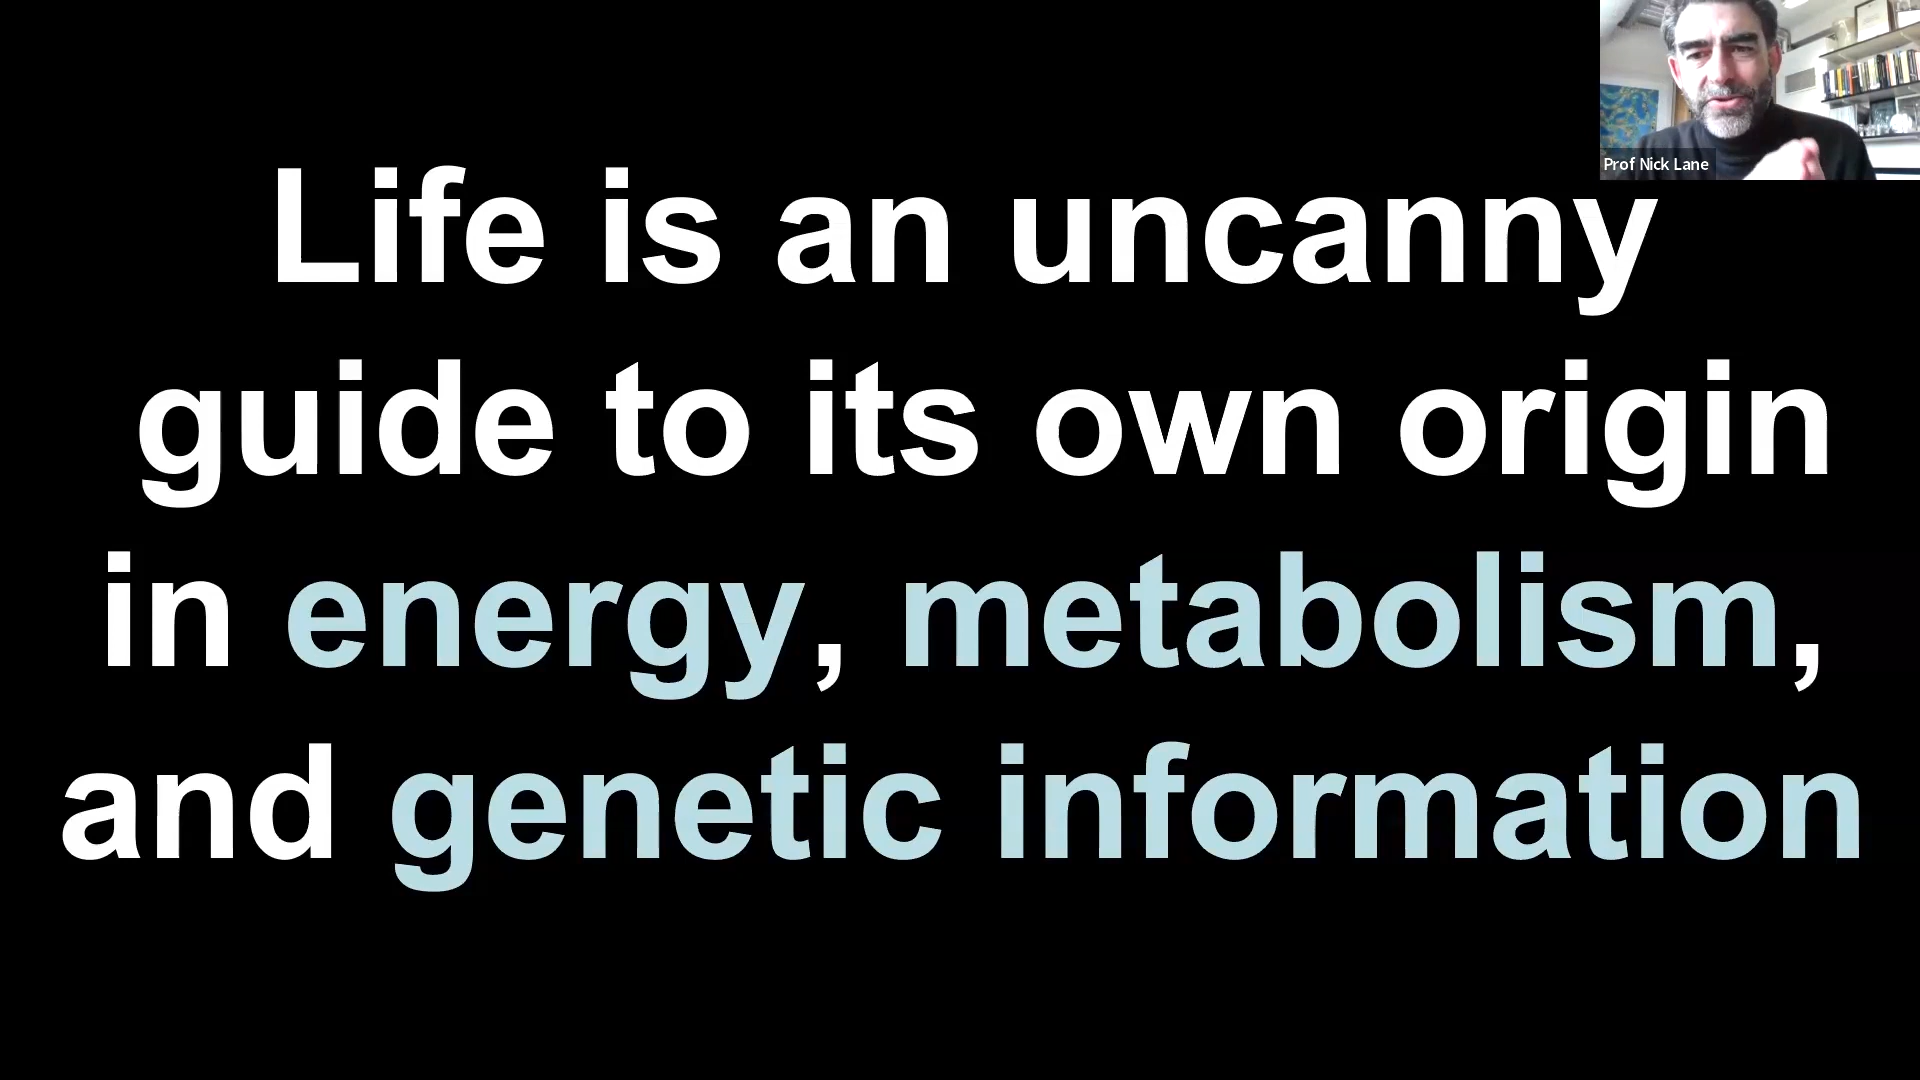 Prof Nick Lane
Life is an uncanny
guide to its own origin
in energy, metabolism,
and genetic information